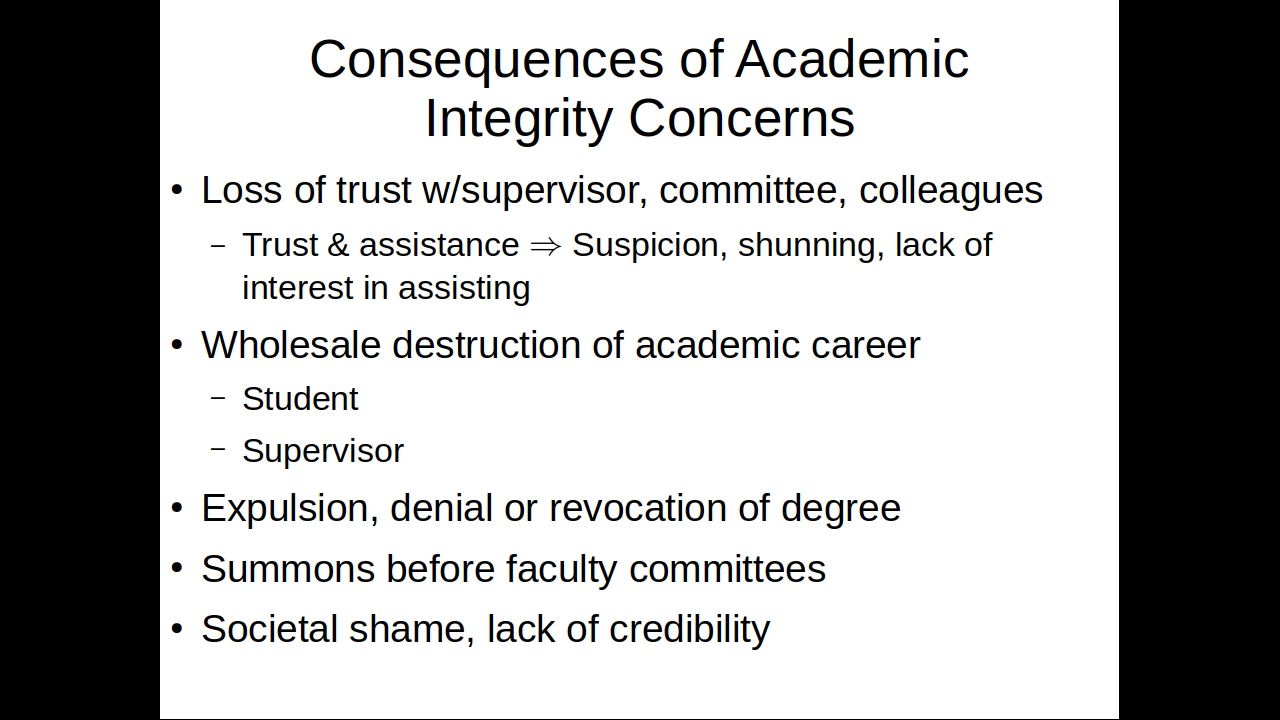 Consequences of Academic
Integrity Concerns
• Loss of trust w/supervisor, committee, colleagues
– Trust & assistance ⇒ Suspicion, shunning, lack of
interest in assisting
• Wholesale destruction of academic career
– Student
– Supervisor
• Expulsion, denial or revocation of degree
• Summons before faculty committees
• Societal shame, lack of credibility